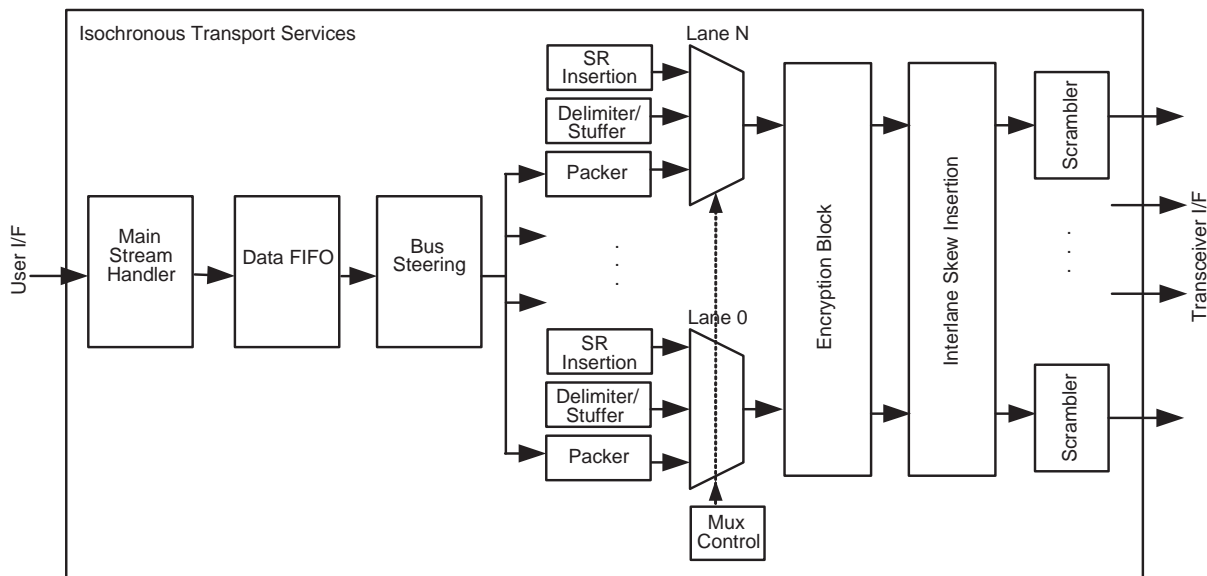 Isochronous Transport Services
User I/F
Main
Stream
Handler
Data FIFO
Bus
Steering
Lane N
SR
Insertion
Delimiter/
Stuffer
Packer
. . .
Lane 0
SR
Insertion
Delimiter/
Stuffer
Packer
Mux
Control
Encryption Block
Interlane Skew Insertion
Scrambler
. . . .
Scrambler
Transceiver I/F